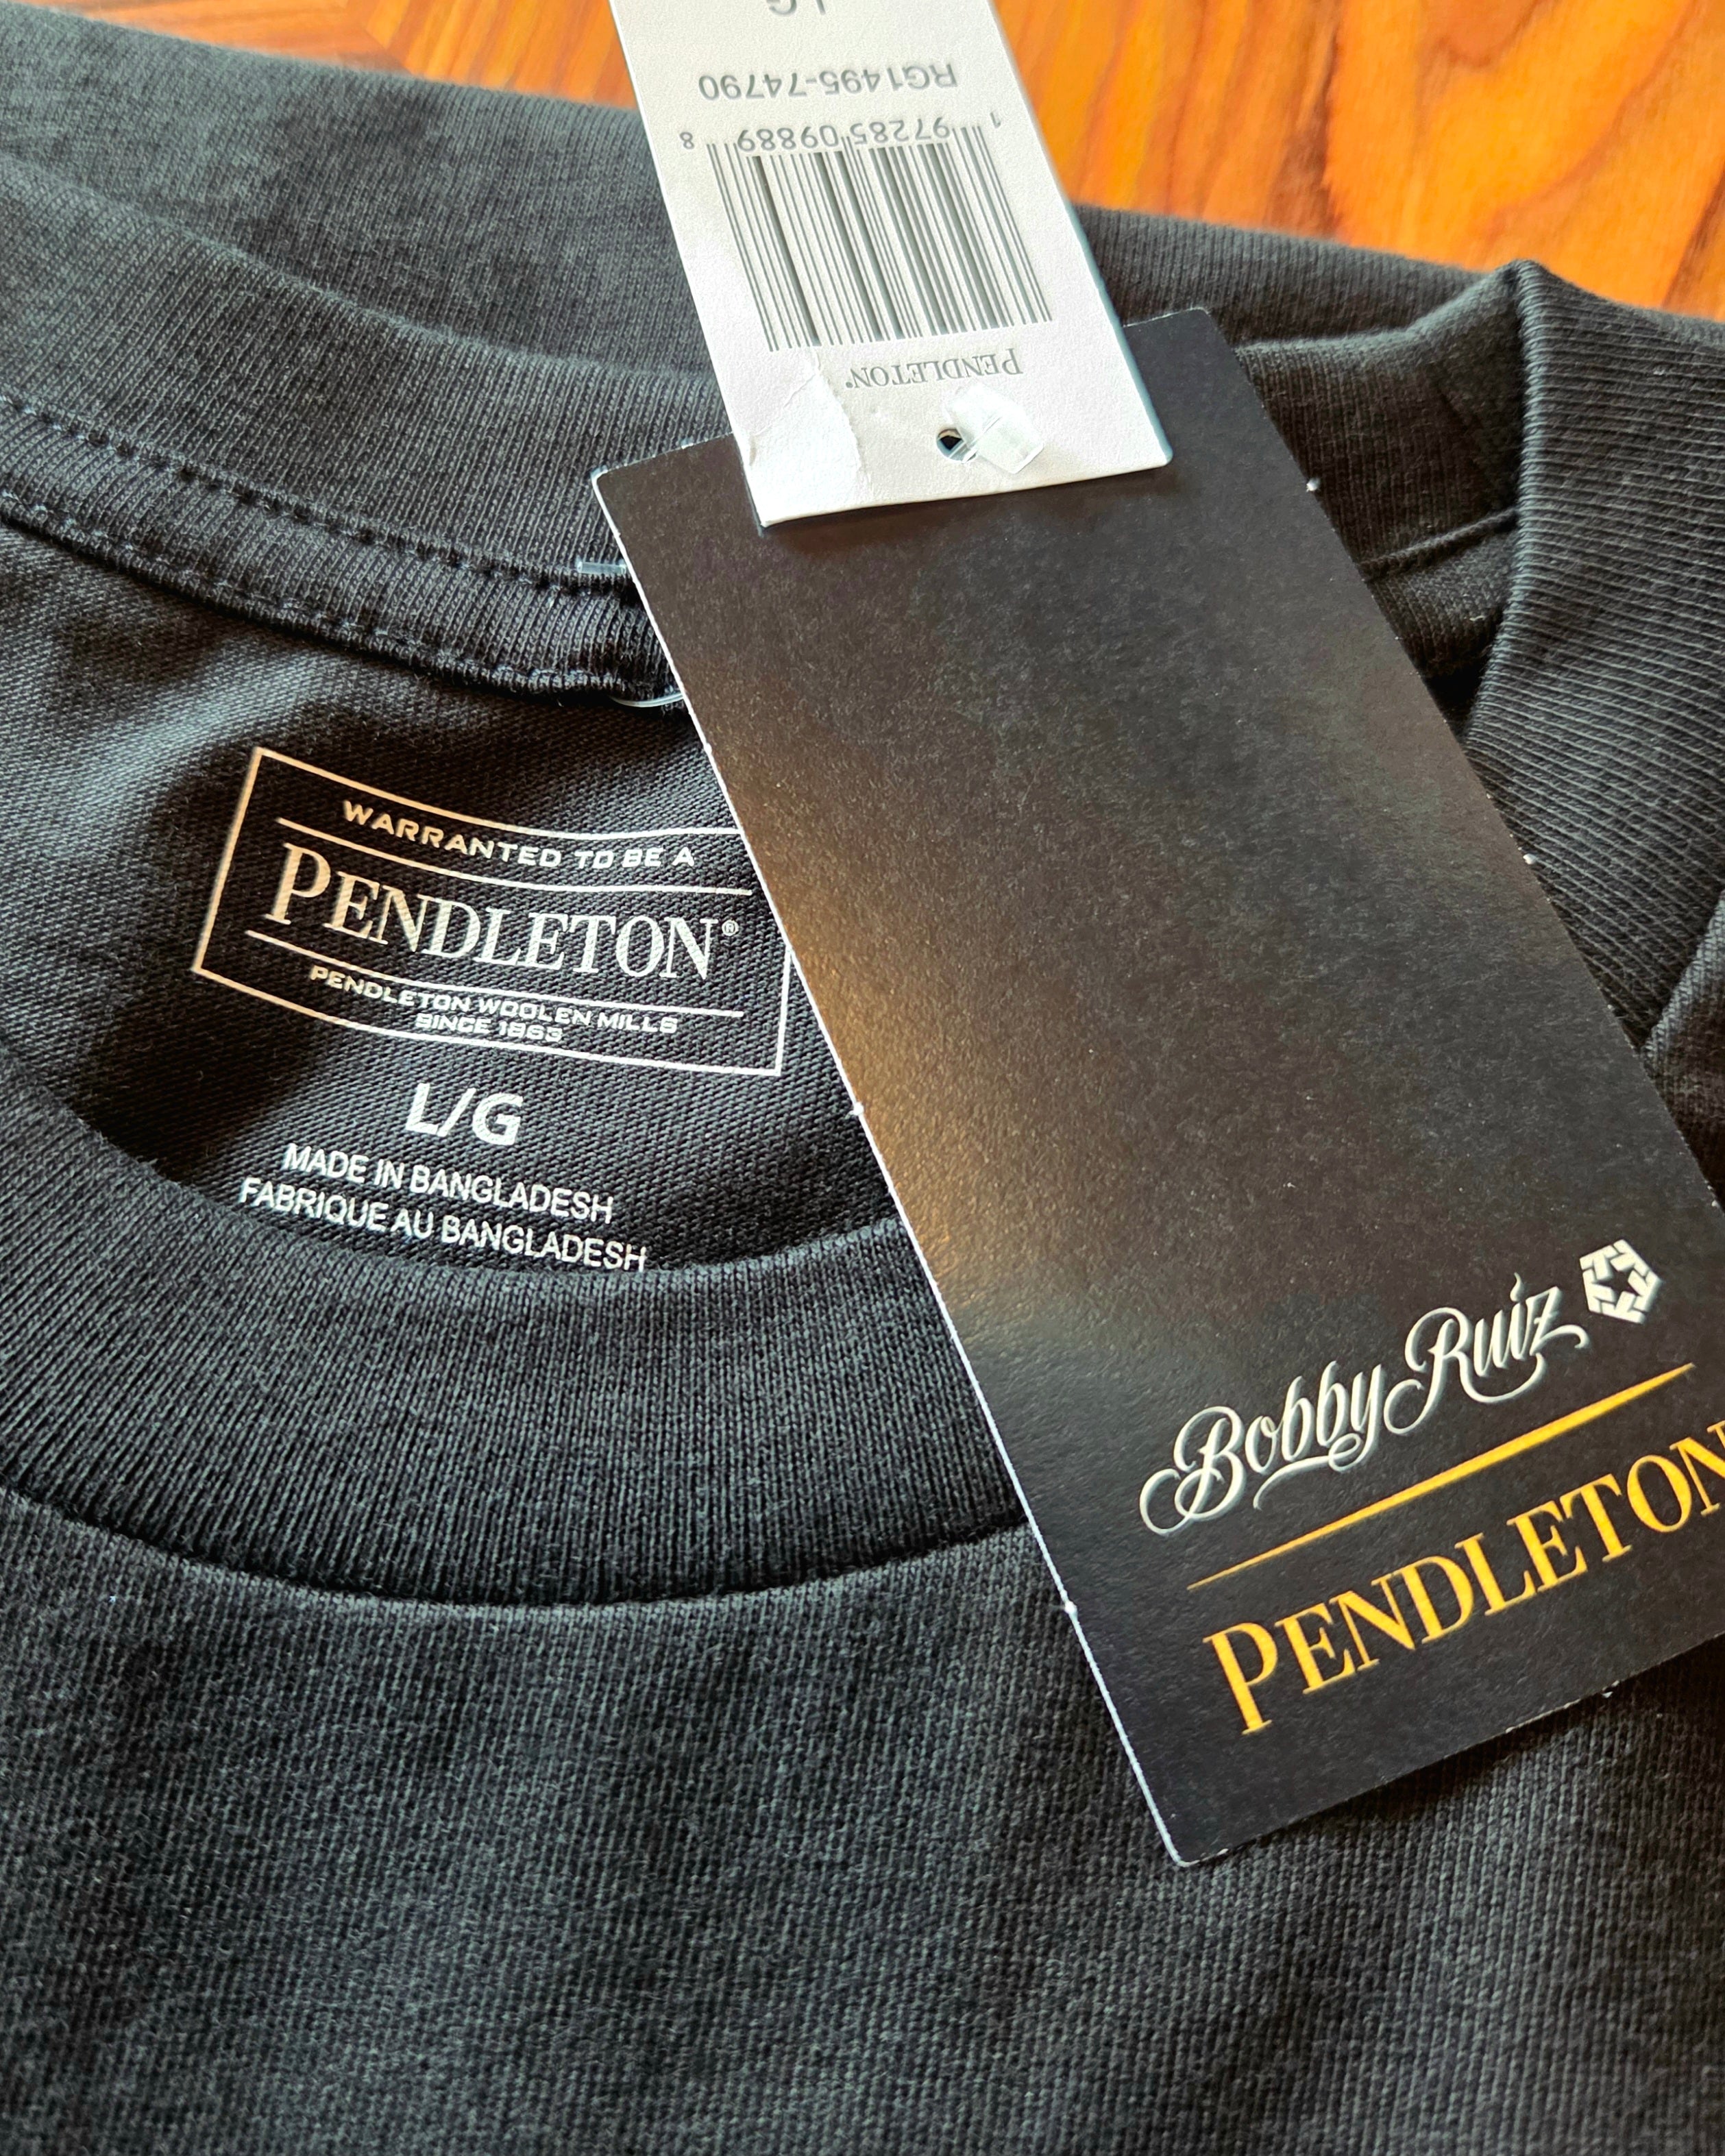 LG
RG1495-74790
1 97285 09889 8
PENDLETON®
WARRANTED TO BE A
PENDLETON®
PENDLETON WOOLEN MILLS
SINCE 1863
L/G
MADE IN BANGLADESH
FABRIQUE AU BANGLADESH
Bobby Ruiz
PENDLETON